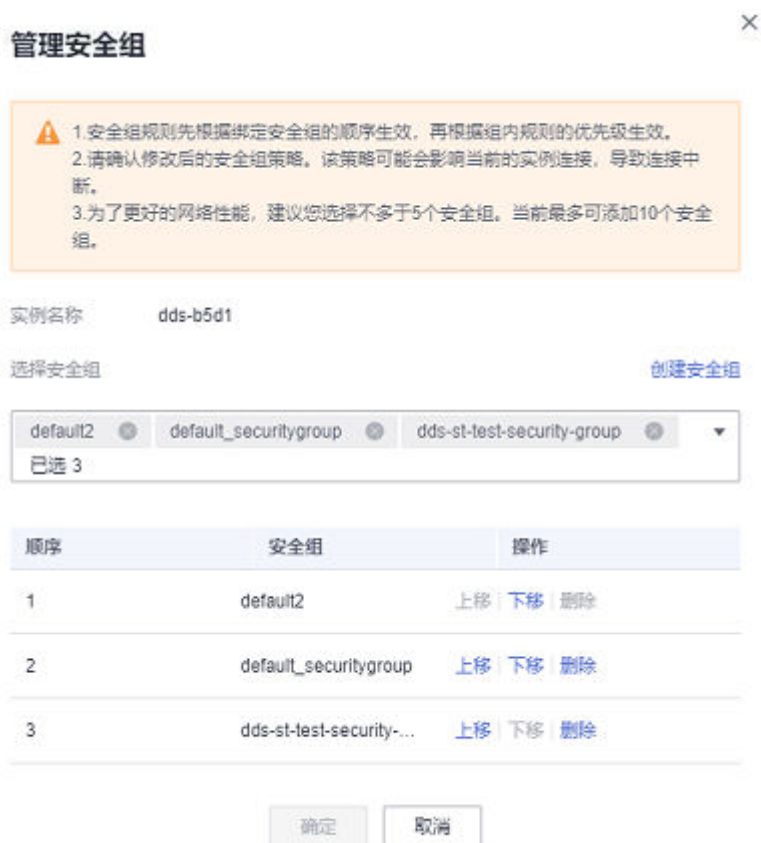 管理安全组
1.安全组规则先根据绑定安全组的顺序生效，再根据组内规则的优先级生效。
2.请确认修改后的安全组策略。该策略可能会影响当前的实例连接，导致连接中
断。
3.为了更好的网络性能，建议您选择不多于5个安全组。当前最多可添加10个安全
组。
实例名称 dds-b5d1
选择安全组 创建安全组
default2 default_securitygroup dds-st-test-security-group
已选 3
顺序 安全组 操作
1 default2 上移 下移 删除
2 default_securitygroup 上移 下移 删除
3 dds-st-test-security-... 上移 下移 删除
确定 取消